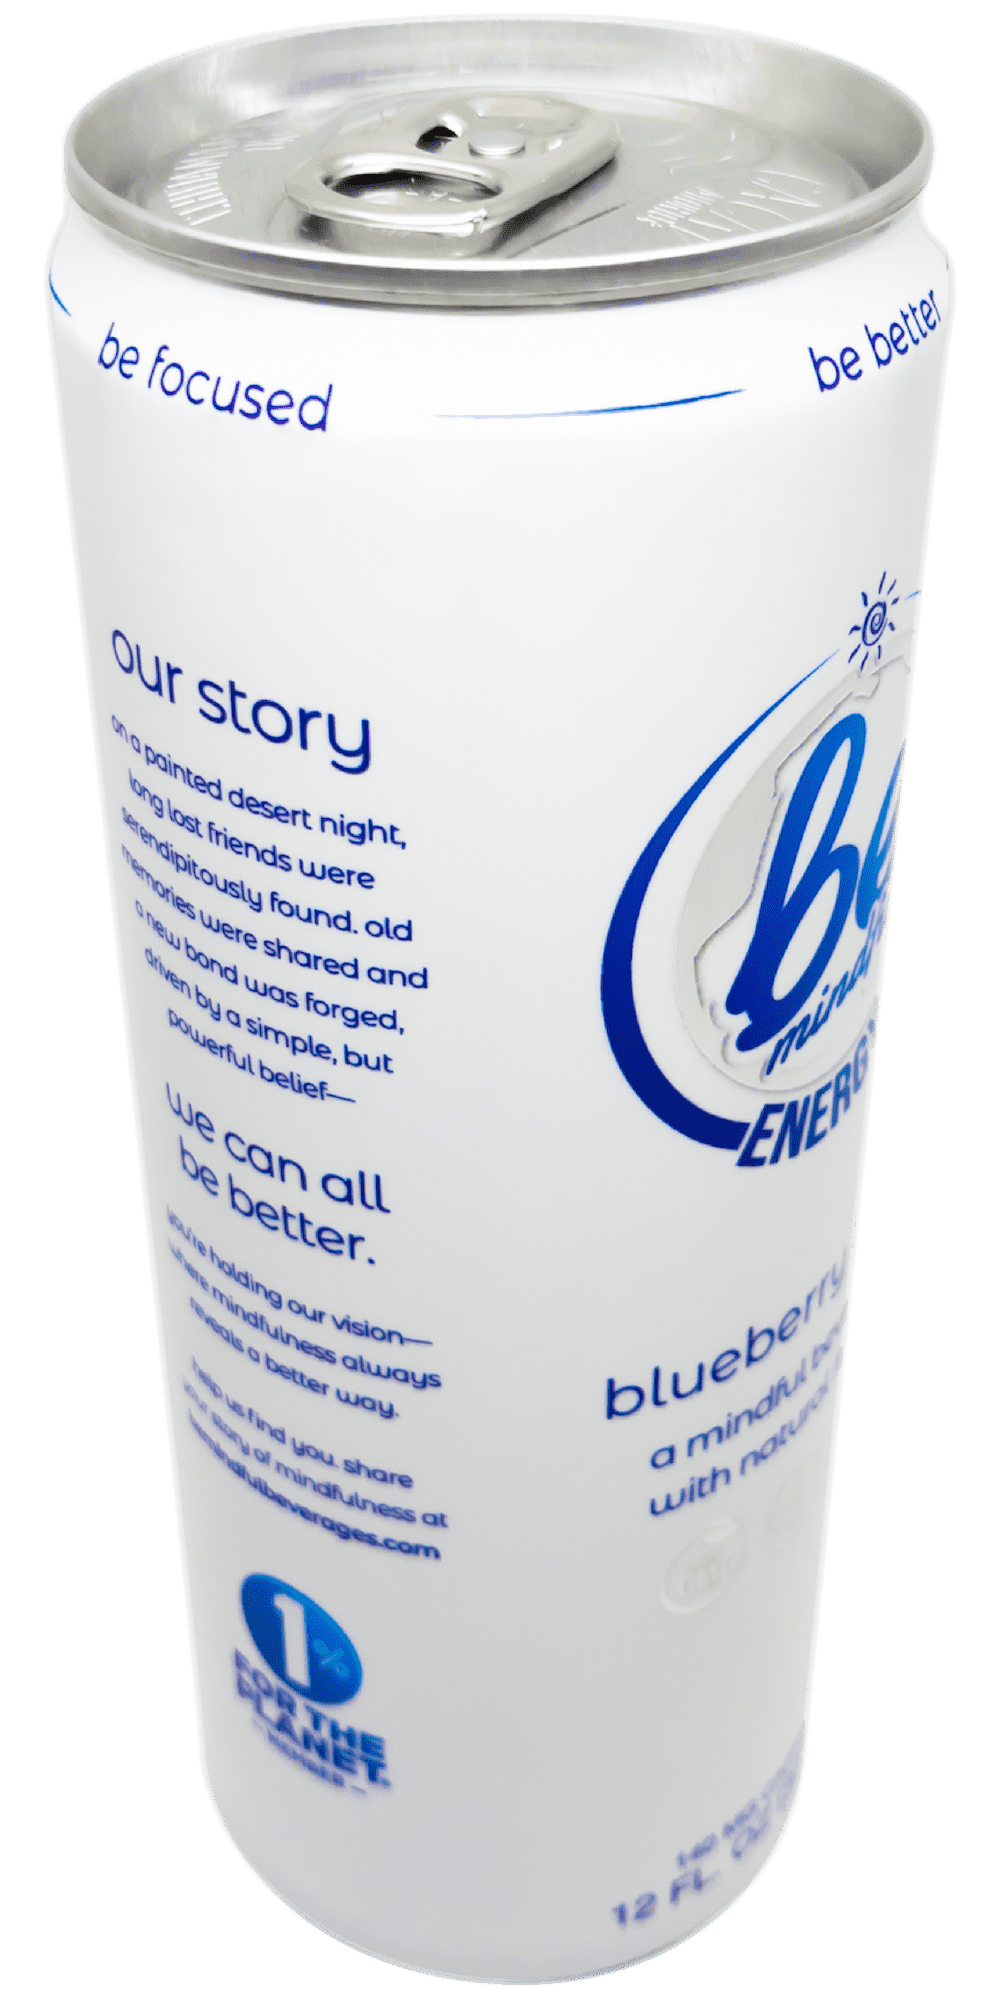 be focused
be better
our story
on a painted desert night,
long lost friends were
serendipitously found. old
memories were shared and
a new bond was forged,
driven by a simple, but
powerful belief—
we can all
be better.
you're holding our vision—
where mindfulness always
reveals a better way.
help us find you. share
your story of mindfulness at
bemindfulbeverages.com
1%
FOR THE
PLANET.
— MEMBER —
Be
ENERGY
blueberry
a mindful
with natural
12 FL. OZ